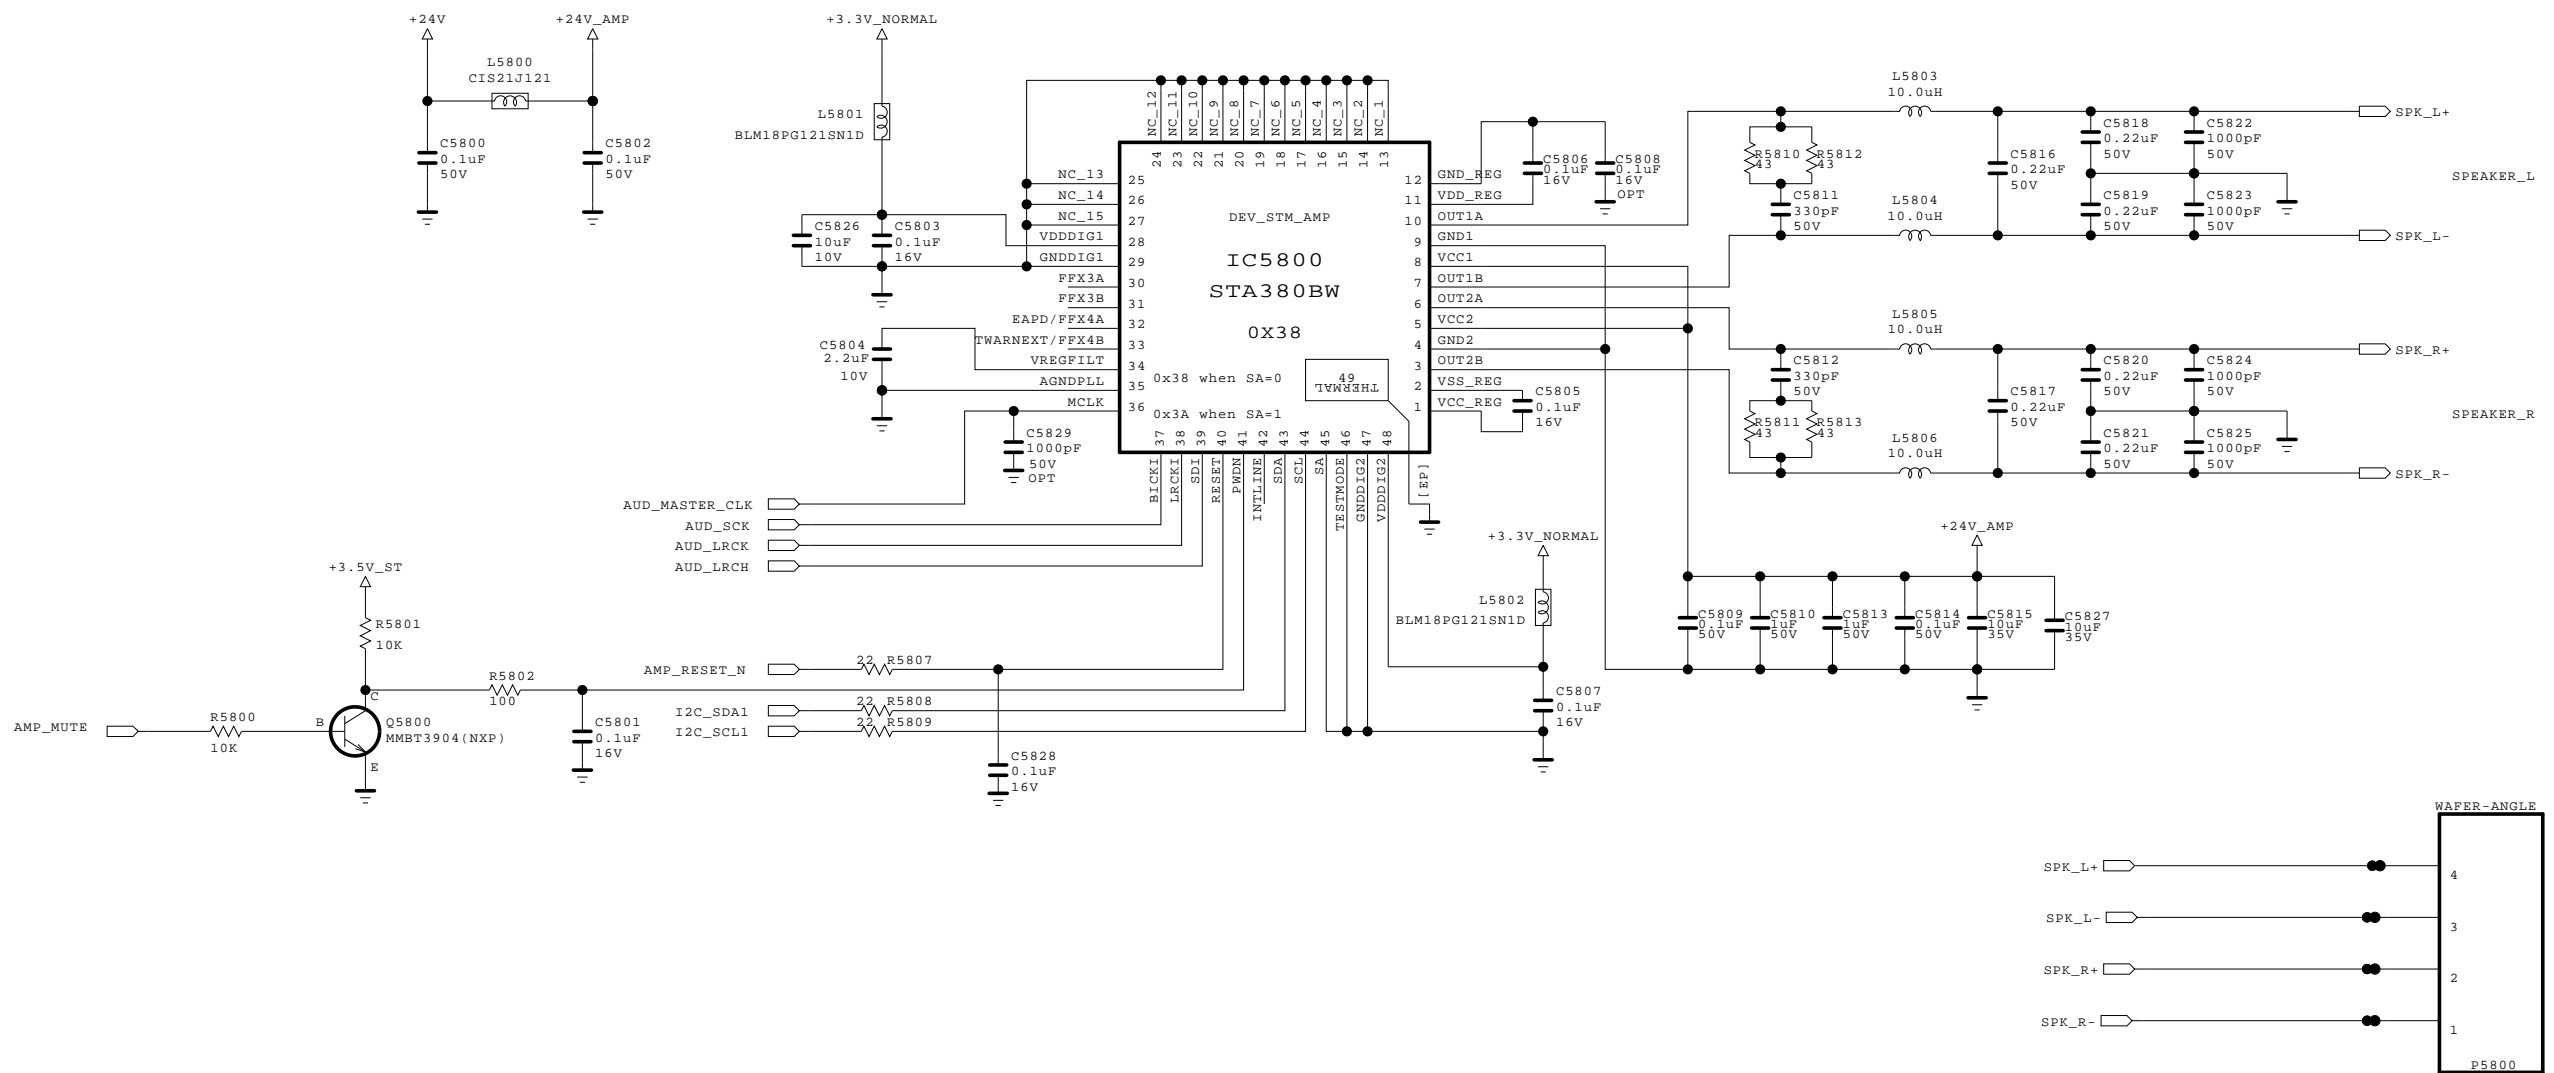 +24V
+24V_AMP
L5800
CIS21J121
C5800
0.1uF
50V
C5802
0.1uF
50V
+3.3V_NORMAL
L5801
BLM18PG121SN1D
C5826
10uF
10V
C5803
0.1uF
16V
C5804
2.2uF
10V
NC_12
NC_11
NC_10
NC_9
NC_8
NC_7
NC_6
NC_5
NC_4
NC_3
NC_2
NC_1
24
23
22
21
20
19
18
17
16
15
14
13
NC_13
25
NC_14
26
NC_15
27
VDDDIG1
28
GNDDIG1
29
FFX3A
30
FFX3B
31
EAPD/FFX4A
32
TWARNEXT/FFX4B
33
VREGFILT
34
AGNDPLL
35
MCLK
36
DEV_STM_AMP
IC5800
STA380BW
0X38
0x38 when SA=0
0x3A when SA=1
49
THERMAL
12
GND_REG
11
VDD_REG
10
OUT1A
9
GND1
8
VCC1
7
OUT1B
6
OUT2A
5
VCC2
4
GND2
3
OUT2B
2
VSS_REG
1
VCC_REG
37
38
39
40
41
42
43
44
45
46
47
48
BICKI
LRCKI
SDI
RESET
PWDN
INTLINE
SDA
SCL
SA
TESTMODE
GNDDIG2
VDDDIG2
[EP]
C5806
0.1uF
16V
C5808
0.1uF
16V
OPT
C5805
0.1uF
16V
C5829
1000pF
50V
OPT
AUD_MASTER_CLK
AUD_SCK
AUD_LRCK
AUD_LRCH
+3.5V_ST
R5801
10K
R5802
100
AMP_MUTE
R5800
10K
B
C
E
Q5800
MMBT3904(NXP)
C5801
0.1uF
16V
AMP_RESET_N
22 R5807
I2C_SDA1
22 R5808
I2C_SCL1
22 R5809
C5828
0.1uF
16V
+3.3V_NORMAL
L5802
BLM18PG121SN1D
C5807
0.1uF
16V
R5810
43
R5812
43
C5811
330pF
50V
L5803
10.0uH
L5804
10.0uH
C5816
0.22uF
50V
C5818
0.22uF
50V
C5822
1000pF
50V
C5819
0.22uF
50V
C5823
1000pF
50V
SPK_L+
SPEAKER_L
SPK_L-
C5812
330pF
50V
R5811
43
R5813
43
L5805
10.0uH
L5806
10.0uH
C5817
0.22uF
50V
C5820
0.22uF
50V
C5824
1000pF
50V
C5821
0.22uF
50V
C5825
1000pF
50V
SPK_R+
SPEAKER_R
SPK_R-
+24V_AMP
C5809
0.1uF
50V
C5810
1uF
50V
C5813
1uF
50V
C5814
0.1uF
50V
C5815
10uF
35V
C5827
10uF
35V
WAFER-ANGLE
SPK_L+
4
SPK_L-
3
SPK_R+
2
SPK_R-
1
P5800